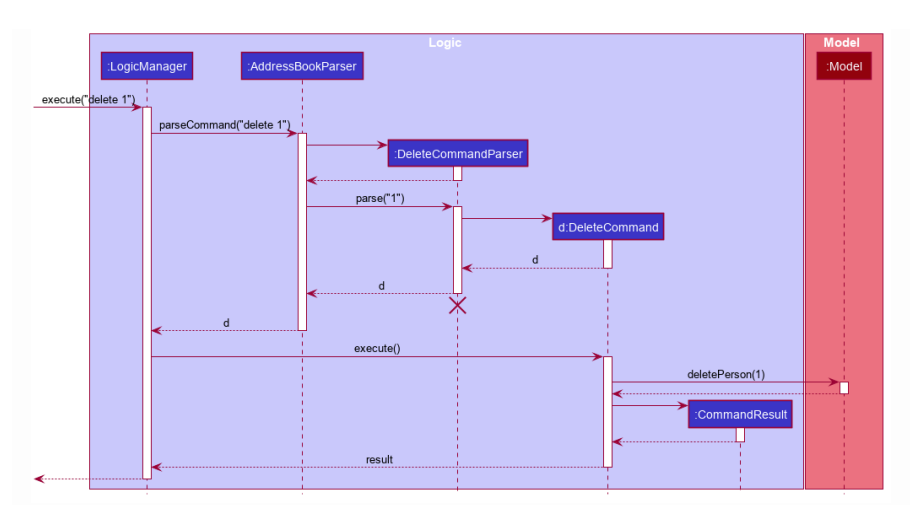 Logic
Model
:LogicManager
:AddressBookParser
:Model
execute("delete 1")
parseCommand("delete 1")
:DeleteCommandParser
parse("1")
d:DeleteCommand
d
d
d
execute()
deletePerson(1)
:CommandResult
result